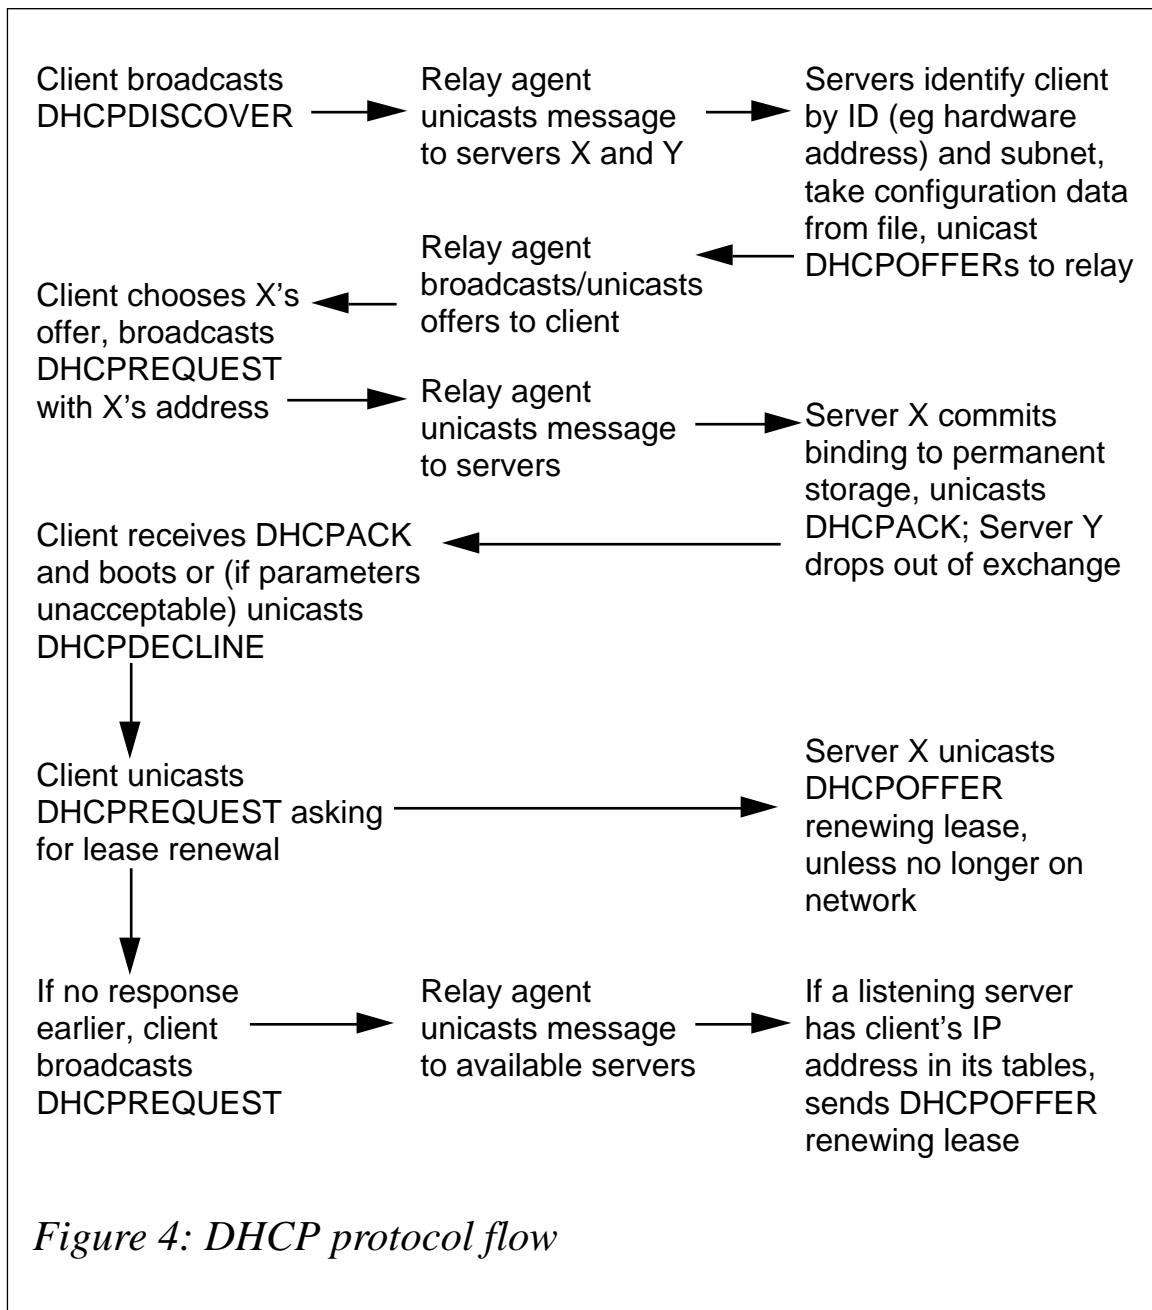 Client broadcasts
DHCPDISCOVER
Relay agent
unicasts message
to servers X and Y
Servers identify client
by ID (eg hardware
address) and subnet,
take configuration data
from file, unicast
DHCPOFFERs to relay
Relay agent
broadcasts/unicasts
offers to client
Client chooses X's
offer, broadcasts
DHCPREQUEST
with X's address
Relay agent
unicasts message
to servers
Server X commits
binding to permanent
storage, unicasts
DHCPACK; Server Y
drops out of exchange
Client receives DHCPACK
and boots or (if parameters
unacceptable) unicasts
DHCPDECLINE
Client unicasts
DHCPREQUEST asking
for lease renewal
Server X unicasts
DHCPOFFER
renewing lease,
unless no longer on
network
If no response
earlier, client
broadcasts
DHCPREQUEST
Relay agent
unicasts message
to available servers
If a listening server
has client's IP
address in its tables,
sends DHCPOFFER
renewing lease
Figure 4: DHCP protocol flow